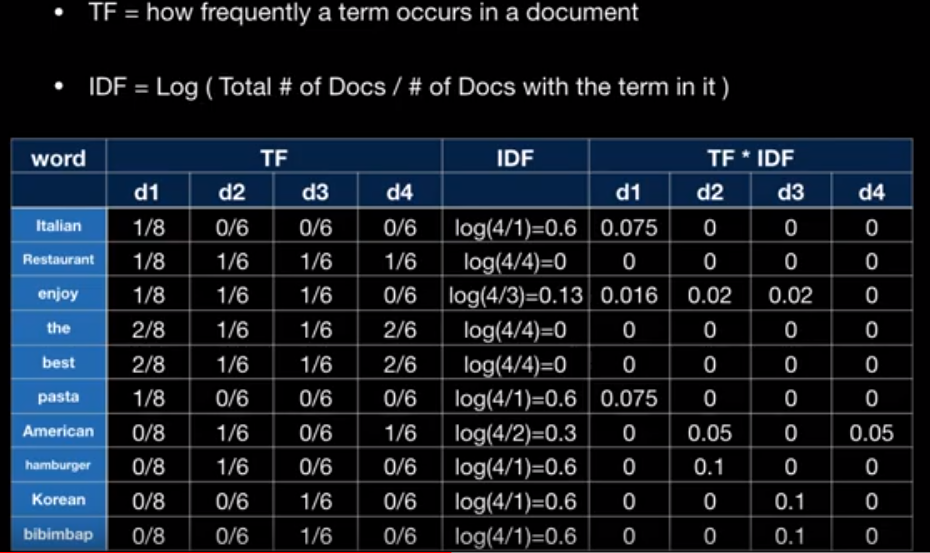 • TF = how frequently a term occurs in a document
• IDF = Log ( Total # of Docs / # of Docs with the term in it )
word TF IDF TF * IDF
d1 d2 d3 d4 d1 d2 d3 d4
Italian 1/8 0/6 0/6 0/6 log(4/1)=0.6 0.075 0 0 0
Restaurant 1/8 1/6 1/6 1/6 log(4/4)=0 0 0 0 0
enjoy 1/8 1/6 1/6 0/6 log(4/3)=0.13 0.016 0.02 0.02 0
the 2/8 1/6 1/6 2/6 log(4/4)=0 0 0 0 0
best 2/8 1/6 1/6 2/6 log(4/4)=0 0 0 0 0
pasta 1/8 0/6 0/6 0/6 log(4/1)=0.6 0.075 0 0 0
American 0/8 1/6 0/6 1/6 log(4/2)=0.3 0 0.05 0 0.05
hamburger 0/8 1/6 0/6 0/6 log(4/1)=0.6 0 0.1 0 0
Korean 0/8 0/6 1/6 0/6 log(4/1)=0.6 0 0 0.1 0
bibimbap 0/8 0/6 1/6 0/6 log(4/1)=0.6 0 0 0.1 0